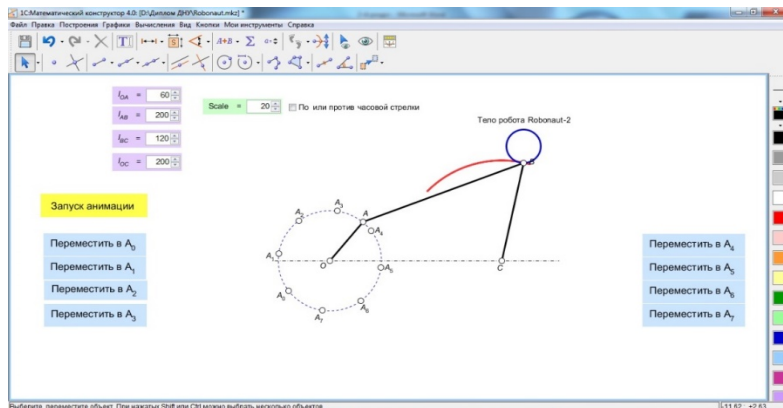 1С:Математический конструктор 4.0: [D:\Диплом ДНУ\Robonaut.mkz] *
Файл Правка Построения Графики Вычисления Вид Кнопки Мои инструменты Справка
A+B
l_OA = 60
l_AB = 200
l_BC = 120
l_OC = 200
Scale = 20
По или против часовой стрелки
Тело робота Robonaut-2
Запуск анимации
Переместить в A₀
Переместить в A₁
Переместить в A₂
Переместить в A₃
A₃
A₂
A
A₄
A₁
O
A₅
C
A₆
A₇
Переместить в A₄
Переместить в A₅
Переместить в A₆
Переместить в A₇
Выберите, переместите объект. При нажатых Shift или Ctrl можно выбрать несколько объектов